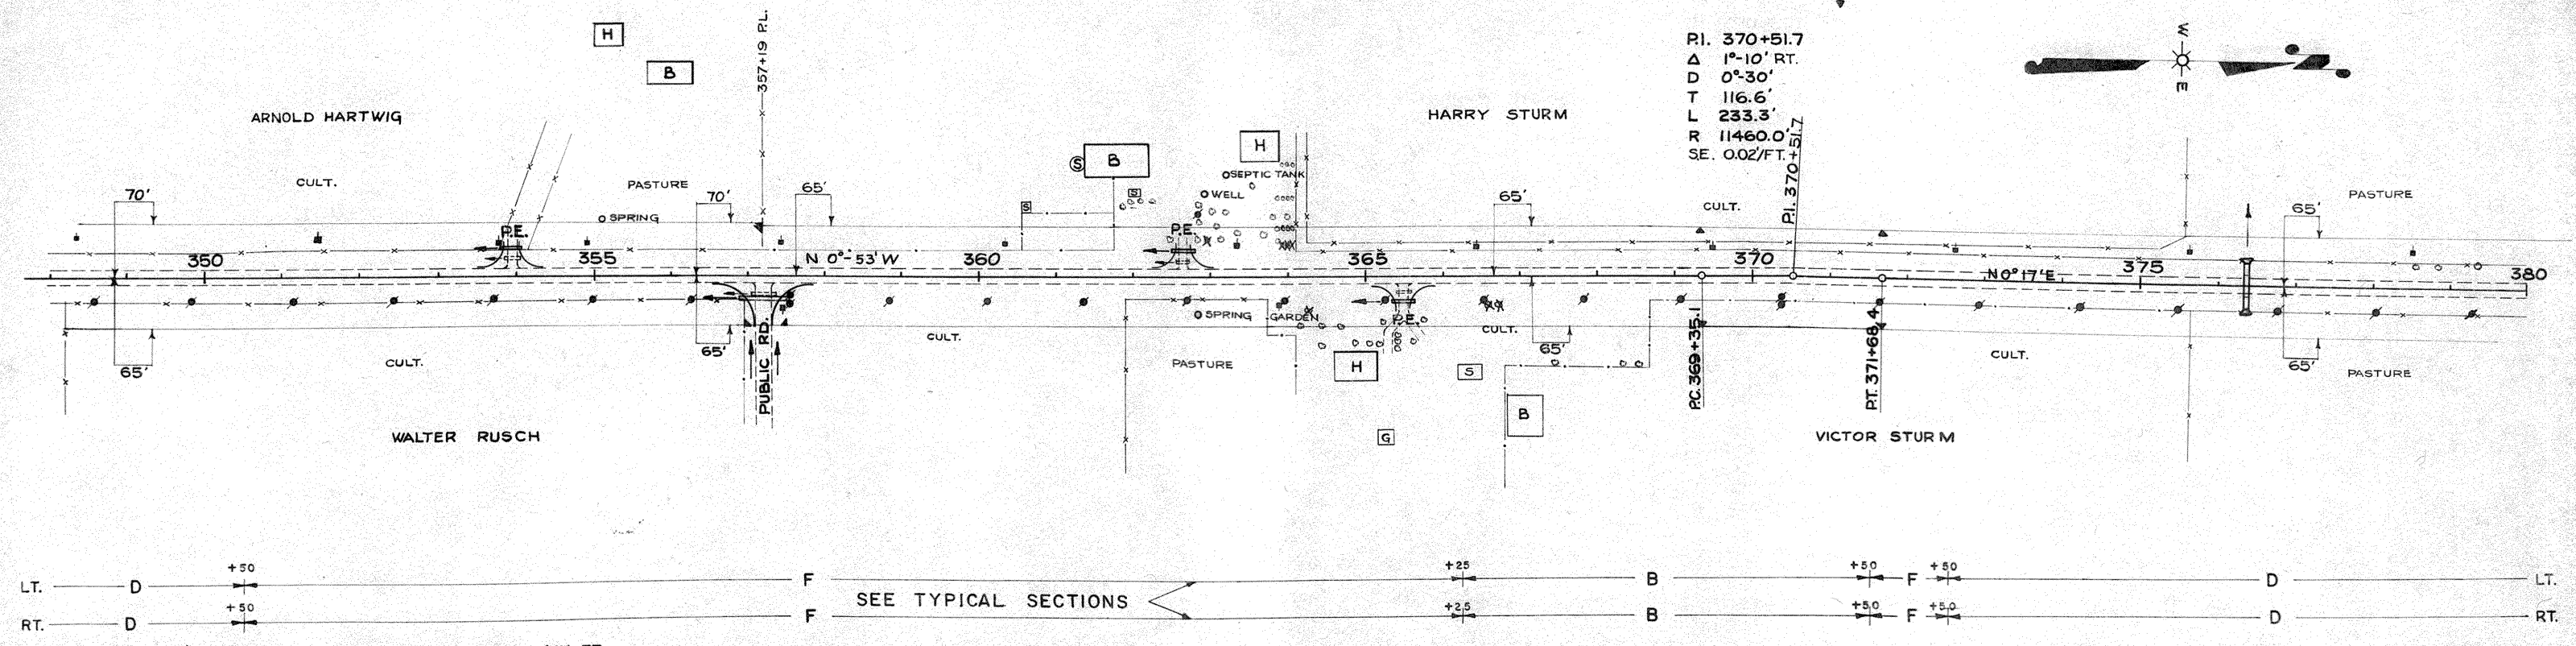 H
B
357+19 P.L.
P.I. 370+51.7
Δ 1°-10' RT.
D 0°-30'
T 116.6'
L 233.3'
R 11460.0'
S.E. 0.02'/FT.
W
E
ARNOLD HARTWIG
HARRY STURM
CULT.
PASTURE
S
B
H
SEPTIC TANK
WELL
S
S
70'
70'
65'
65'
CULT.
P.I. 370+51.7
PASTURE
65'
SPRING
P.E.
P.E.
350
355
N 0°-53' W
360
365
370
N 0° 17' E
375
380
SPRING
GARDEN
P.E.
CULT.
65'
CULT.
65'
PUBLIC RD.
CULT.
PASTURE
H
S
65'
P.C. 369+35.1
P.T. 371+68.4
CULT.
65'
PASTURE
B
G
WALTER RUSCH
VICTOR STURM
LT. D +50 F +25 B +50 F +50 D LT.
SEE TYPICAL SECTIONS
RT. D +50 F +25 B +50 F +50 D RT.